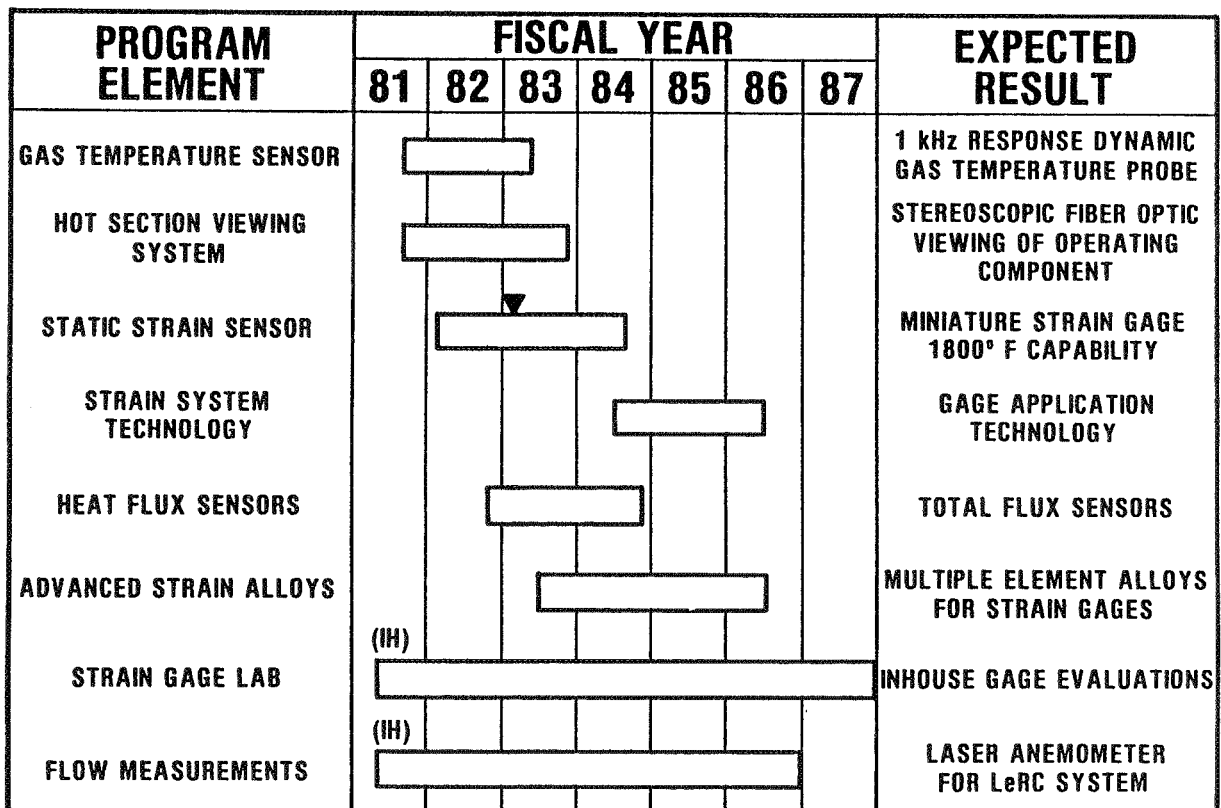 PROGRAM
ELEMENT
FISCAL YEAR
81 82 83 84 85 86 87
EXPECTED
RESULT
GAS TEMPERATURE SENSOR
1 kHz RESPONSE DYNAMIC
GAS TEMPERATURE PROBE
HOT SECTION VIEWING
SYSTEM
STEREOSCOPIC FIBER OPTIC
VIEWING OF OPERATING
COMPONENT
STATIC STRAIN SENSOR
MINIATURE STRAIN GAGE
1800° F CAPABILITY
STRAIN SYSTEM
TECHNOLOGY
GAGE APPLICATION
TECHNOLOGY
HEAT FLUX SENSORS
TOTAL FLUX SENSORS
ADVANCED STRAIN ALLOYS
MULTIPLE ELEMENT ALLOYS
FOR STRAIN GAGES
(IH)
STRAIN GAGE LAB
INHOUSE GAGE EVALUATIONS
(IH)
FLOW MEASUREMENTS
LASER ANEMOMETER
FOR LeRC SYSTEM